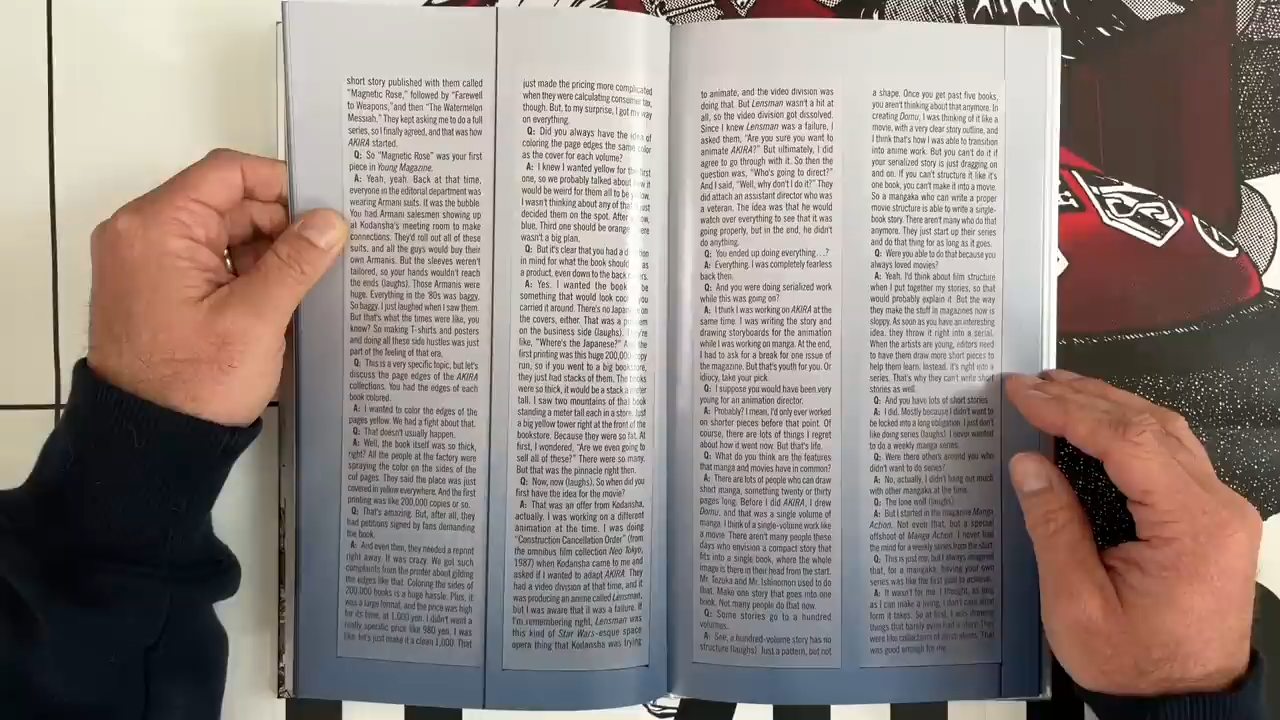 short story published with them called
"Magnetic Rose," followed by "Farewell
to Weapons,"and then "The Watermelon
Messiah." They kept asking me to do a full
series, so I finally agreed, and that was how
AKIRA started.
Q: So "Magnetic Rose" was your first
piece in Young Magazine.
A: Yeah, yeah. Back at that time,
everyone in the editorial department was
wearing Armani suits. It was the bubble.
You had Armani salesmen showing up
at Kodansha's meeting room to make
connections. They'd roll out all of these
suits, and all the guys would buy their
own Armanis. But the sleeves weren't
tailored, so your hands wouldn't reach
the ends (laughs). Those Armanis were
huge. Everything in the '80s was baggy.
So baggy. I just laughed when I saw them.
But that's what the times were like, you
know? So making T-shirts and posters
and doing all these side hustles was just
part of the feeling of that era.
Q: This is a very specific topic, but let's
discuss the page edges of the AKIRA
collections. You had the edges of each
book colored.
A: I wanted to color the edges of the
pages yellow. We had a fight about that.
Q: That doesn't usually happen.
A: Well, the book itself was so thick,
right? All the people at the factory were
spraying the color on the sides of the
cut pages. They said the place was just
covered in yellow everywhere. And the first
printing was like 200,000 copies or so.
Q: That's amazing. But, after all, they
had petitions signed by fans demanding
the book.
A: And even then, they needed a reprint
right away. It was crazy. We got such
complaints from the printer about gilding
the edges like that. Coloring the sides of
200,000 books is a huge hassle. Plus, it
was a large format, and the price was high
for its time, at 1,000 yen. I didn't want a
really specific price like 980 yen. I was
like, let's just make it a clean 1,000. That
just made the pricing more complicated
when they were calculating consumer tax,
though. But, to my surprise, I got my way
on everything.
Q: Did you always have the idea of
coloring the page edges the same color
as the cover for each volume?
A: I knew I wanted yellow for the first
one, so we probably talked about how it
would be weird for them all to be yellow.
I wasn't thinking about any of that. I just
decided them on the spot. After yellow,
blue. Third one should be orange. There
wasn't a big plan.
Q: But it's clear that you had a
in mind for what the book should be as
a product, even down to the back
A: Yes. I wanted the book to be
something that would look cool if you
carried it around. There's no Japanese on
the covers, either. That was a problem
on the business side (laughs). They're
like, "Where's the Japanese?" And the
first printing was this huge 200,000 copy
run, so if you went to a big bookstore,
they just had stacks of them. The books
were so thick, it would be a stack a meter
tall. I saw two mountains of that book
standing a meter tall each in a store. Just
a big yellow tower right at the front of the
bookstore. Because they were so fat. At
first, I wondered, "Are we even going to
sell all of these?" There were so many.
But that was the pinnacle right then.
Q: Now, now (laughs). So when did you
first have the idea for the movie?
A: That was an offer from Kodansha,
actually. I was working on a different
animation at the time. I was doing
"Construction Cancellation Order" (from
the omnibus film collection Neo Tokyo,
1987) when Kodansha came to me and
asked if I wanted to adapt AKIRA. They
had a video division at that time, and it
was producing an anime called Lensman,
but I was aware that it was a failure. If
I'm remembering right, Lensman was
this kind of Star Wars-esque space
opera thing that Kodansha was trying
to animate, and the video division was
doing that. But Lensman wasn't a hit at
all, so the video division got dissolved.
Since I knew Lensman was a failure, I
asked them, "Are you sure you want to
animate AKIRA?" But ultimately, I did
agree to go through with it. So then the
question was, "Who's going to direct?"
And I said, "Well, why don't I do it?" They
did attach an assistant director who was
a veteran. The idea was that he would
watch over everything to see that it was
going properly, but in the end, he didn't
do anything.
Q: You ended up doing everything...?
A: Everything. I was completely fearless
back then.
Q: And you were doing serialized work
while this was going on?
A: I think I was working on AKIRA at the
same time. I was writing the story and
drawing storyboards for the animation
while I was working on manga. At the end,
I had to ask for a break for one issue of
the magazine. But that's youth for you. Or
idiocy, take your pick.
Q: I suppose you would have been very
young for an animation director.
A: Probably? I mean, I'd only ever worked
on shorter pieces before that point. Of
course, there are lots of things I regret
about how it went now. But that's life.
Q: What do you think are the features
that manga and movies have in common?
A: There are lots of people who can draw
short manga, something twenty or thirty
pages long. Before I did AKIRA, I drew
Domu, and that was a single volume of
manga. I think of a single-volume work like
a movie. There aren't many people these
days who envision a compact story that
fits into a single book, where the whole
image is there in their head from the start.
Mr. Tezuka and Mr. Ishinomori used to do
that. Make one story that goes into one
book. Not many people do that now.
Q: Some stories go to a hundred
volumes.
A: See, a hundred-volume story has no
structure (laughs). Just a pattern, but not
a shape. Once you get past five books,
you aren't thinking about that anymore. In
creating Domu, I was thinking of it like a
movie, with a very clear story outline, and
I think that's how I was able to transition
into anime work. But you can't do it if
your serialized story is just dragging on
and on. If you can't structure it like it's
one book, you can't make it into a movie.
So a mangaka who can write a proper
movie structure is able to write a single-
book story. There aren't many who do that
anymore. They just start up their series
and do that for as long as it goes.
Q: Were you able to do that because you
always loved movies?
A: Yeah. I'd think about film structure
when I put together my stories, so that
would probably explain it. But the way
they make the stuff in magazines now is
sloppy. As soon as you have an interesting
idea, they throw it right into a serial.
When the artists are young, editors need
to have them draw more short pieces to
help them learn. Instead, it's right into a
series. That's why they can't write short
stories as well.
Q: And you have lots of short stories.
A: I did. Mostly because I didn't want to
be locked into a long obligation. I just don't
like doing series (laughs). I never wanted
to do a weekly manga series.
Q: Were there others around you who
didn't want to do series?
A: No, actually. I didn't hang out much
with other mangaka at the time.
Q: The lone wolf (laughs).
A: But I started in the magazine Manga
Action. Not even that, but a special
offshoot of Manga Action. I never had
the mind for a weekly series from the start.
Q: This is just me, but I always imagined
that, for a mangaka, having your own
series was like the first goal to achieve.
A: It wasn't for me. I thought, as long
as I can make a living, I don't care what
form it takes. So at first, I was drawing
things that barely even had a story. They
were like collections of illustrations. That
was good enough for me.